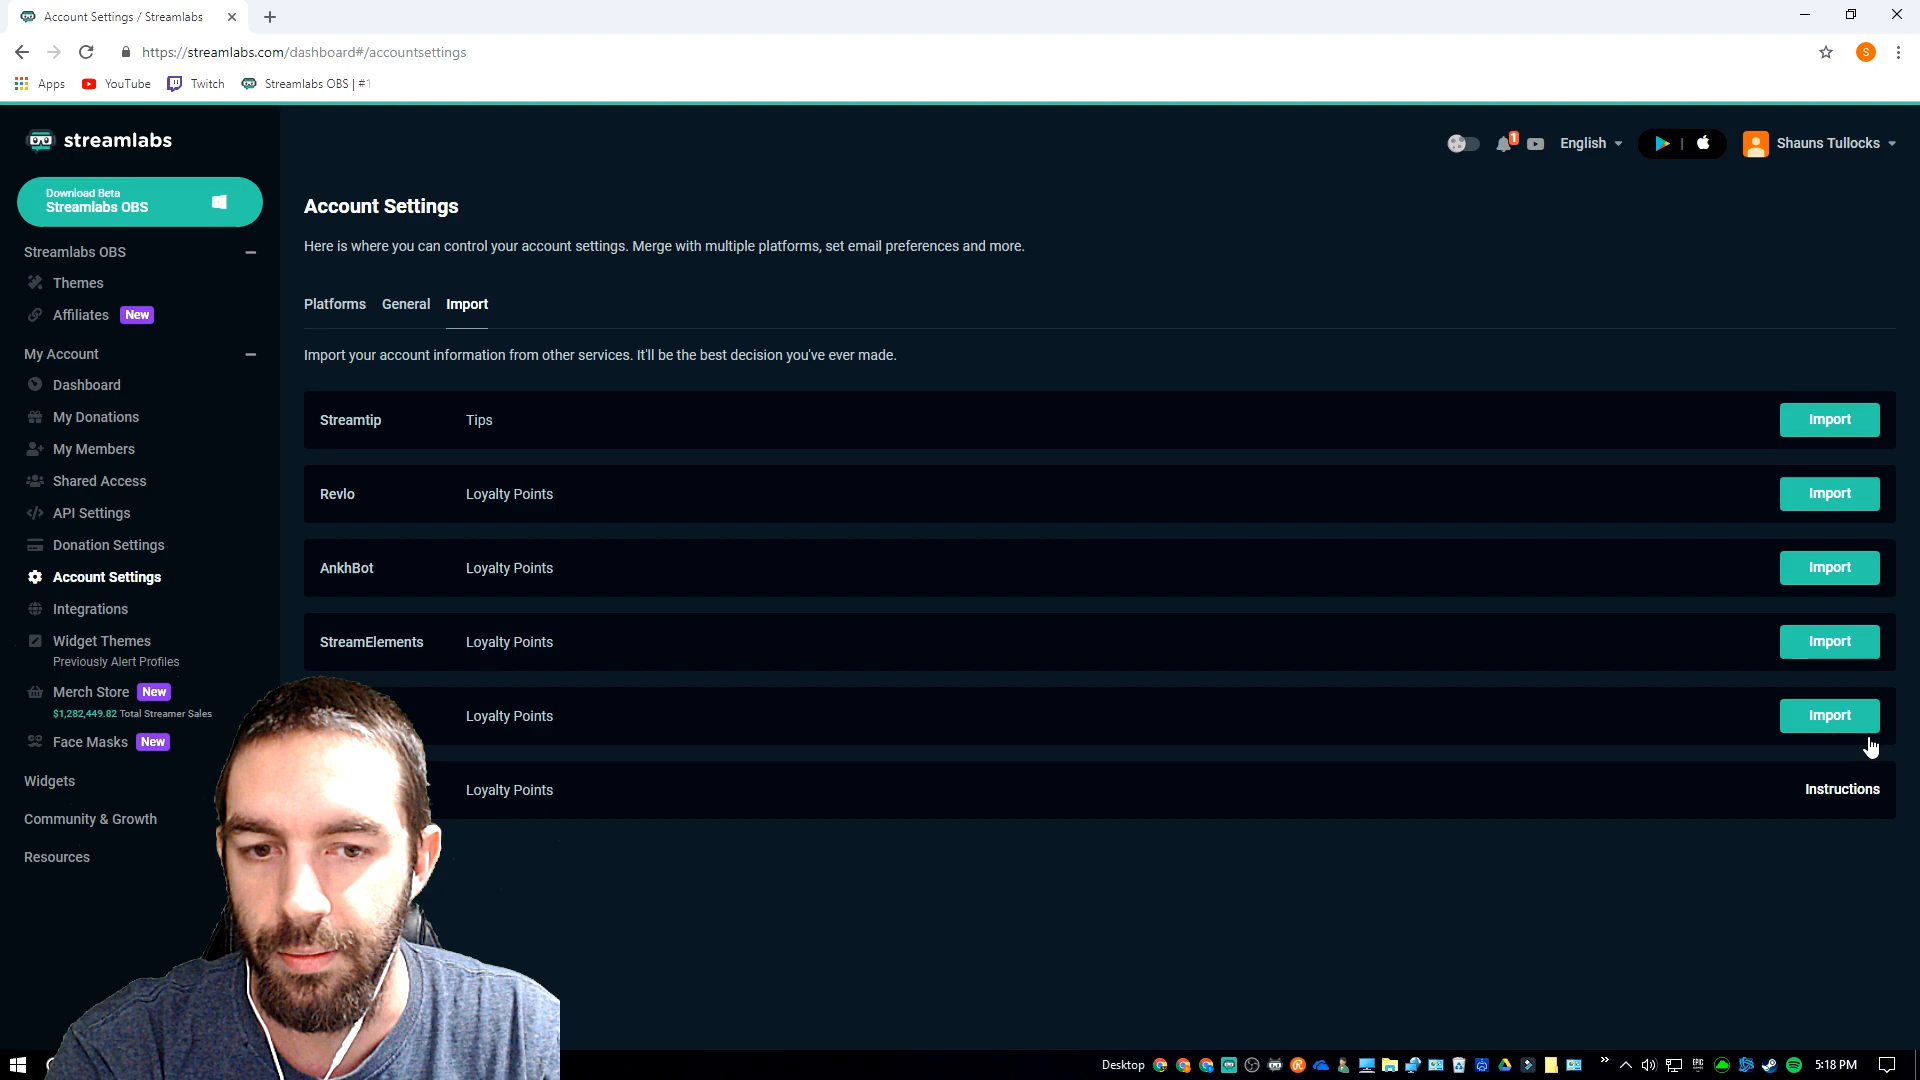 Account Settings / Streamlabs
https://streamlabs.com/dashboard#/accountsettings
S
Apps
YouTube
Twitch
Streamlabs OBS | #1
streamlabs
1
English
Shauns Tullocks
Download Beta
Streamlabs OBS
Streamlabs OBS
Themes
Affiliates New
My Account
Dashboard
My Donations
My Members
Shared Access
API Settings
Donation Settings
Account Settings
Integrations
Widget Themes
Previously Alert Profiles
Merch Store New
$1,282,449.82 Total Streamer Sales
Face Masks New
Widgets
Community & Growth
Resources
Account Settings
Here is where you can control your account settings. Merge with multiple platforms, set email preferences and more.
Platforms General Import
Import your account information from other services. It'll be the best decision you've ever made.
Streamtip Tips Import
Revlo Loyalty Points Import
AnkhBot Loyalty Points Import
StreamElements Loyalty Points Import
Loyalty Points Import
Loyalty Points Instructions
Desktop
5:18 PM